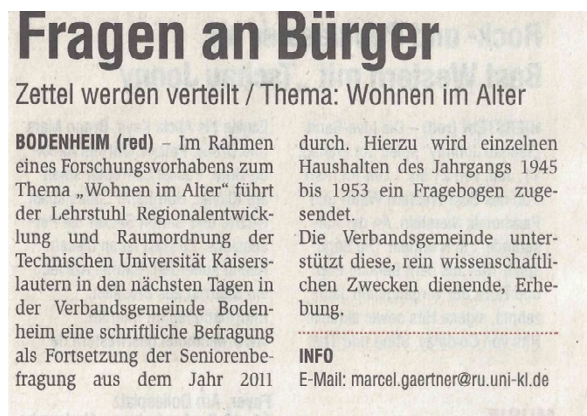 Fragen an Bürger
Zettel werden verteilt / Thema: Wohnen im Alter
BODENHEIM (red) – Im Rahmen
eines Forschungsvorhabens zum
Thema „Wohnen im Alter“ führt
der Lehrstuhl Regionalentwick-
lung und Raumordnung der
Technischen Universität Kaisers-
lautern in den nächsten Tagen in
der Verbandsgemeinde Boden-
heim eine schriftliche Befragung
als Fortsetzung der Seniorenbe-
fragung aus dem Jahr 2011
durch. Hierzu wird einzelnen
Haushalten des Jahrgangs 1945
bis 1953 ein Fragebogen zuge-
sendet.
Die Verbandsgemeinde unter-
stützt diese, rein wissenschaftli-
chen Zwecken dienende, Erhe-
bung.
INFO
E-Mail: marcel.gaertner@ru.uni-kl.de